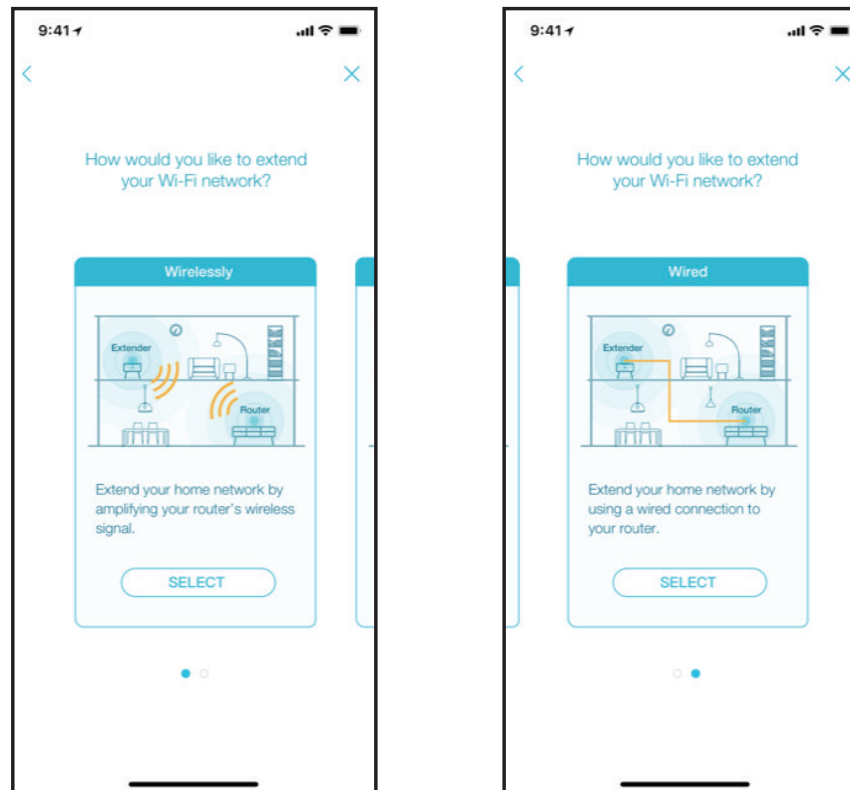 9:41
How would you like to extend
your Wi-Fi network?
Wirelessly
Extender
Router
Extend your home network by
amplifying your router's wireless
signal.
SELECT
9:41
How would you like to extend
your Wi-Fi network?
Wired
Extender
Router
Extend your home network by
using a wired connection to
your router.
SELECT